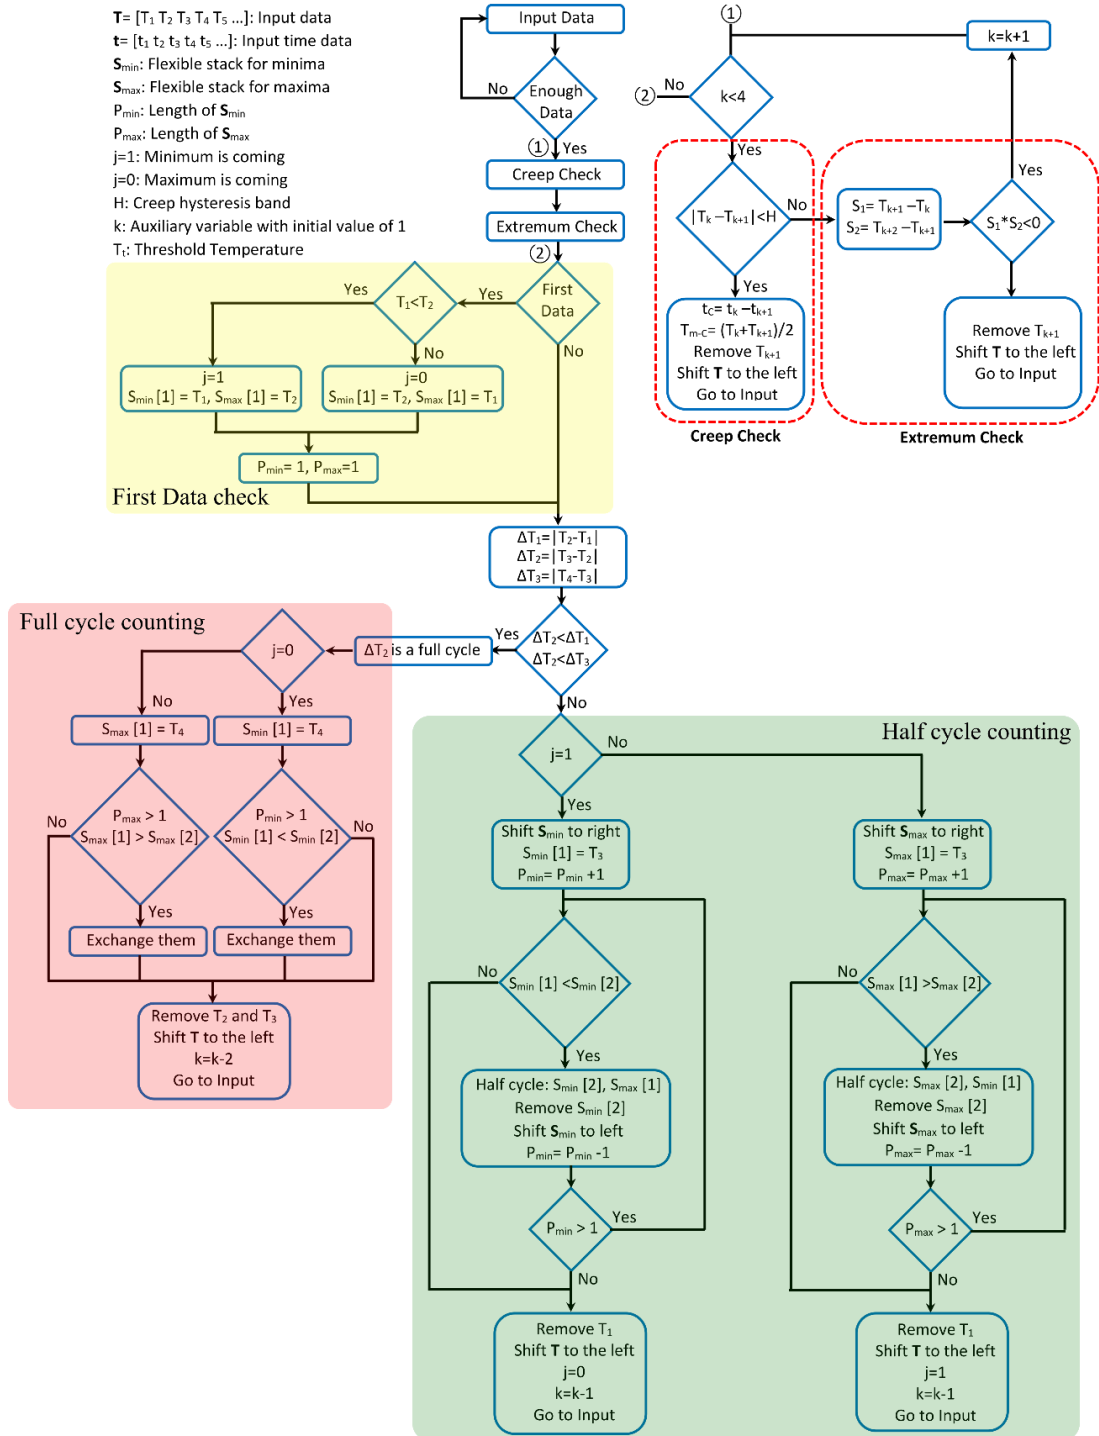 T= [T₁ T₂ T₃ T₄ T₅ ...]: Input data
t= [t₁ t₂ t₃ t₄ t₅ ...]: Input time data
Sₘᵢₙ: Flexible stack for minima
Sₘₐₓ: Flexible stack for maxima
Pₘᵢₙ: Length of Sₘᵢₙ
Pₘₐₓ: Length of Sₘₐₓ
j=1: Minimum is coming
j=0: Maximum is coming
H: Creep hysteresis band
k: Auxiliary variable with initial value of 1
Tₜ: Threshold Temperature
Input Data
No
Enough
Data
① Yes
Creep Check
Extremum Check
②
①
k=k+1
No
②
k<4
Yes
|Tₖ −Tₖ₊₁|<H
No
S₁= Tₖ₊₁ −Tₖ
S₂= Tₖ₊₂ −Tₖ₊₁
Yes
S₁*S₂<0
Yes
t_C= tₖ −tₖ₊₁
T_m-C= (Tₖ+Tₖ₊₁)/2
Remove Tₖ₊₁
Shift T to the left
Go to Input
Remove Tₖ₊₁
Shift T to the left
Go to Input
Creep Check
Extremum Check
First
Data
Yes
T₁<T₂
Yes
No
No
j=1
Sₘᵢₙ [1] = T₁, Sₘₐₓ [1] = T₂
j=0
Sₘᵢₙ [1] = T₂, Sₘₐₓ [1] = T₁
Pₘᵢₙ= 1, Pₘₐₓ=1
First Data check
ΔT₁=|T₂-T₁|
ΔT₂=|T₃-T₂|
ΔT₃=|T₄-T₃|
ΔT₂<ΔT₁
ΔT₂<ΔT₃
Yes
No
ΔT₂ is a full cycle
Full cycle counting
j=0
No
Yes
Sₘₐₓ [1] = T₄
Sₘᵢₙ [1] = T₄
No
Pₘₐₓ > 1
Sₘₐₓ [1] > Sₘₐₓ [2]
Pₘᵢₙ > 1
Sₘᵢₙ [1] < Sₘᵢₙ [2]
No
Yes
Yes
Exchange them
Exchange them
Remove T₂ and T₃
Shift T to the left
k=k-2
Go to Input
Half cycle counting
j=1
No
Yes
Shift Sₘᵢₙ to right
Sₘᵢₙ [1] = T₃
Pₘᵢₙ= Pₘᵢₙ +1
No
Sₘᵢₙ [1] <Sₘᵢₙ [2]
Yes
Half cycle: Sₘᵢₙ [2], Sₘₐₓ [1]
Remove Sₘᵢₙ [2]
Shift Sₘᵢₙ to left
Pₘᵢₙ= Pₘᵢₙ -1
Pₘᵢₙ > 1
Yes
No
Remove T₁
Shift T to the left
j=0
k=k-1
Go to Input
Shift Sₘₐₓ to right
Sₘₐₓ [1] = T₃
Pₘₐₓ= Pₘₐₓ +1
No
Sₘₐₓ [1] >Sₘₐₓ [2]
Yes
Half cycle: Sₘₐₓ [2], Sₘᵢₙ [1]
Remove Sₘₐₓ [2]
Shift Sₘₐₓ to left
Pₘₐₓ= Pₘₐₓ -1
Pₘₐₓ > 1
Yes
No
Remove T₁
Shift T to the left
j=1
k=k-1
Go to Input